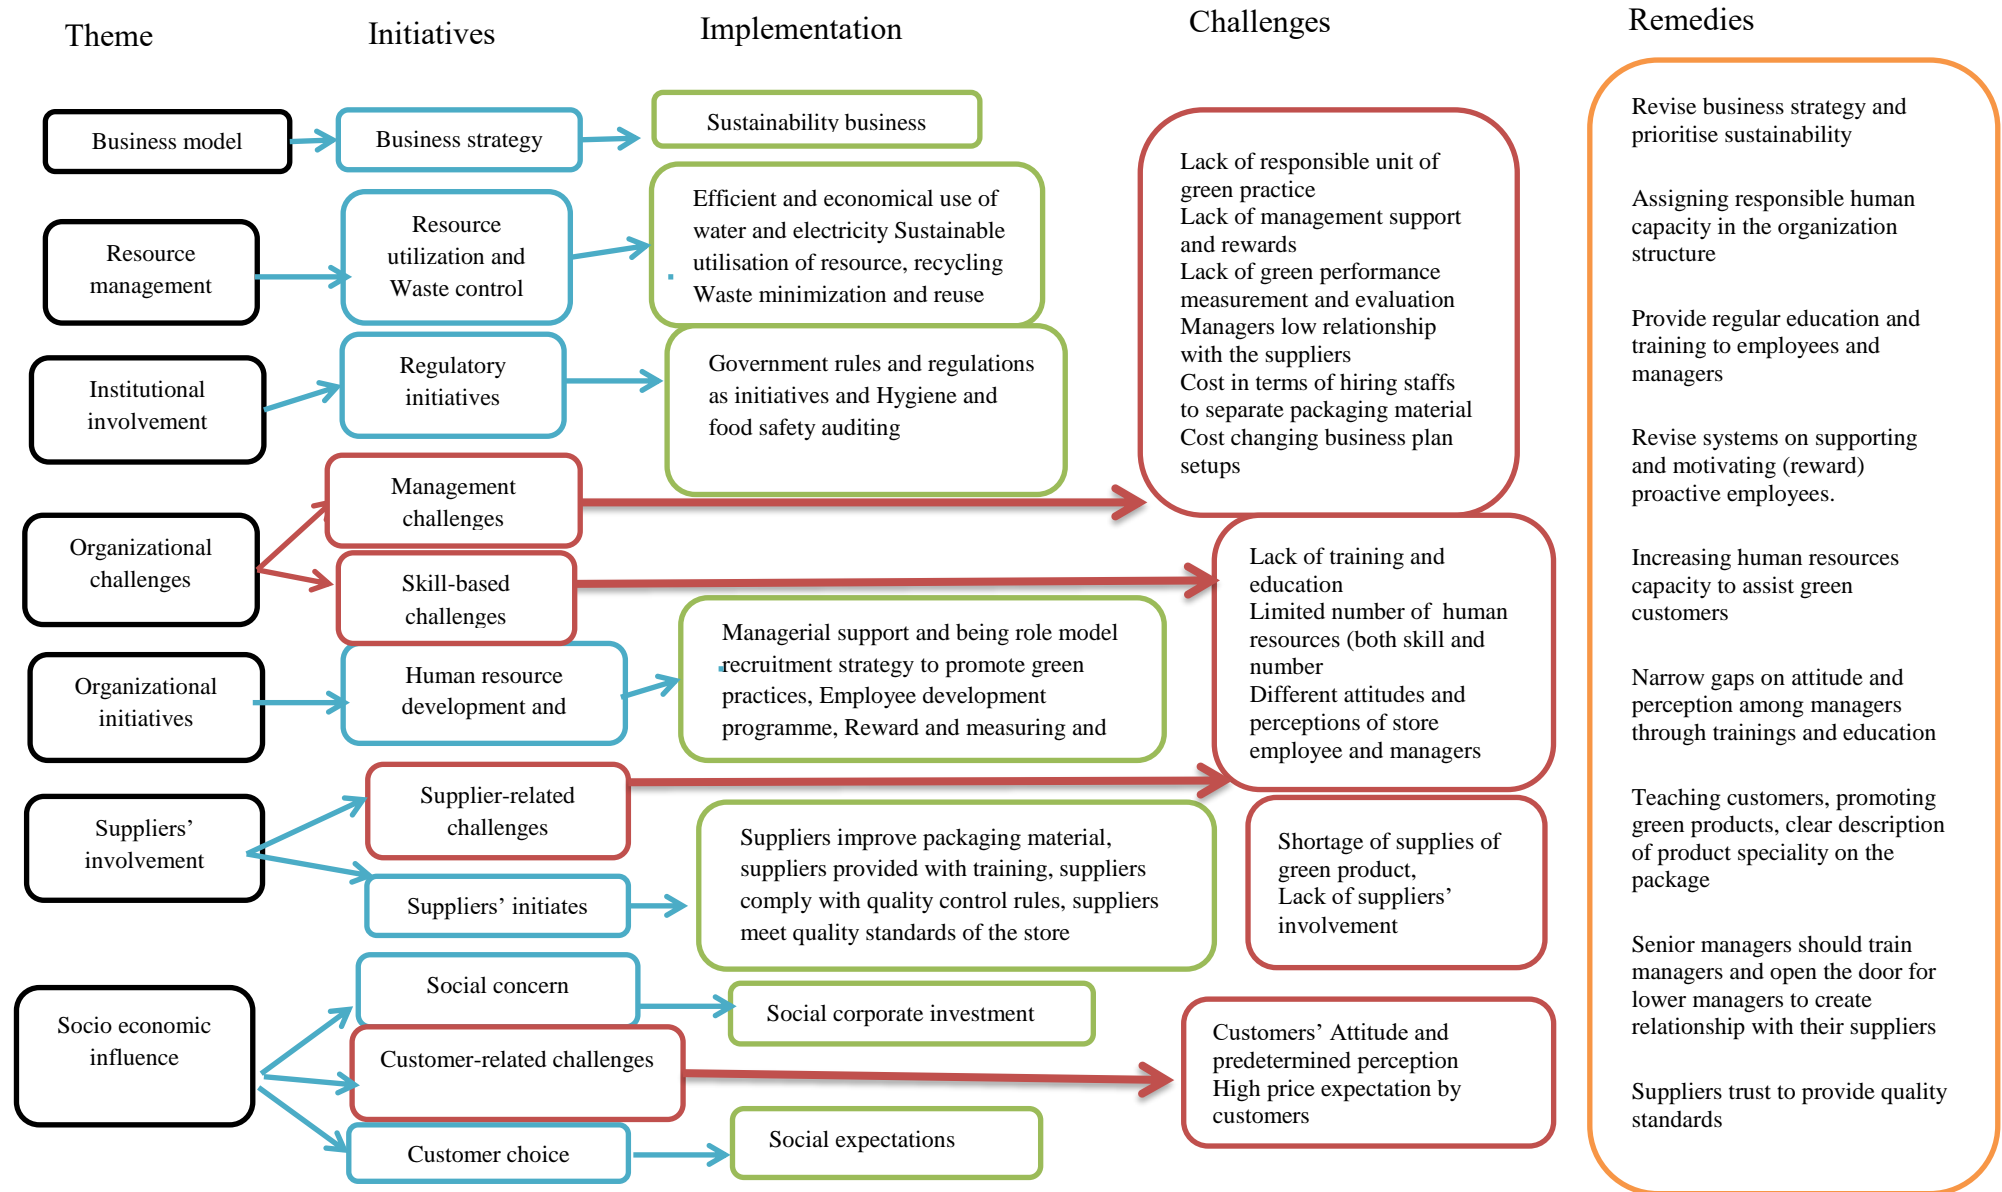 Theme
Initiatives
Implementation
Challenges
Remedies
Business model
Business strategy
Sustainability business
Resource
management
Resource
utilization and
Waste control
Efficient and economical use of
water and electricity Sustainable
utilisation of resource, recycling
Waste minimization and reuse
Institutional
involvement
Regulatory
initiatives
Government rules and regulations
as initiatives and Hygiene and
food safety auditing
Organizational
challenges
Management
challenges
Skill-based
challenges
Organizational
initiatives
Human resource
development and
Managerial support and being role model
recruitment strategy to promote green
practices, Employee development
programme, Reward and measuring and
Suppliers’
involvement
Supplier-related
challenges
Suppliers’ initiates
Suppliers improve packaging material,
suppliers provided with training, suppliers
comply with quality control rules, suppliers
meet quality standards of the store
Socio economic
influence
Social concern
Social corporate investment
Customer-related challenges
Customer choice
Social expectations
Lack of responsible unit of
green practice
Lack of management support
and rewards
Lack of green performance
measurement and evaluation
Managers low relationship
with the suppliers
Cost in terms of hiring staffs
to separate packaging material
Cost changing business plan
setups
Lack of training and
education
Limited number of human
resources (both skill and
number
Different attitudes and
perceptions of store
employee and managers
Shortage of supplies of
green product,
Lack of suppliers’
involvement
Customers’ Attitude and
predetermined perception
High price expectation by
customers
Revise business strategy and
prioritise sustainability
Assigning responsible human
capacity in the organization
structure
Provide regular education and
training to employees and
managers
Revise systems on supporting
and motivating (reward)
proactive employees.
Increasing human resources
capacity to assist green
customers
Narrow gaps on attitude and
perception among managers
through trainings and education
Teaching customers, promoting
green products, clear description
of product speciality on the
package
Senior managers should train
managers and open the door for
lower managers to create
relationship with their suppliers
Suppliers trust to provide quality
standards